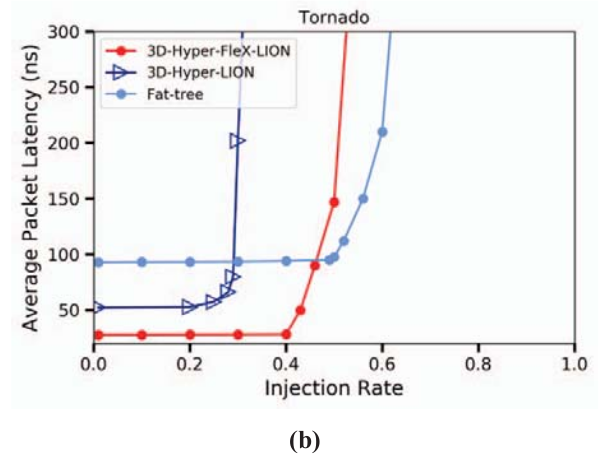 Tornado
300
250
200
150
100
50
Average Packet Latency (ns)
3D-Hyper-FleX-LION
3D-Hyper-LION
Fat-tree
0.0 0.2 0.4 0.6 0.8 1.0
Injection Rate
(b)